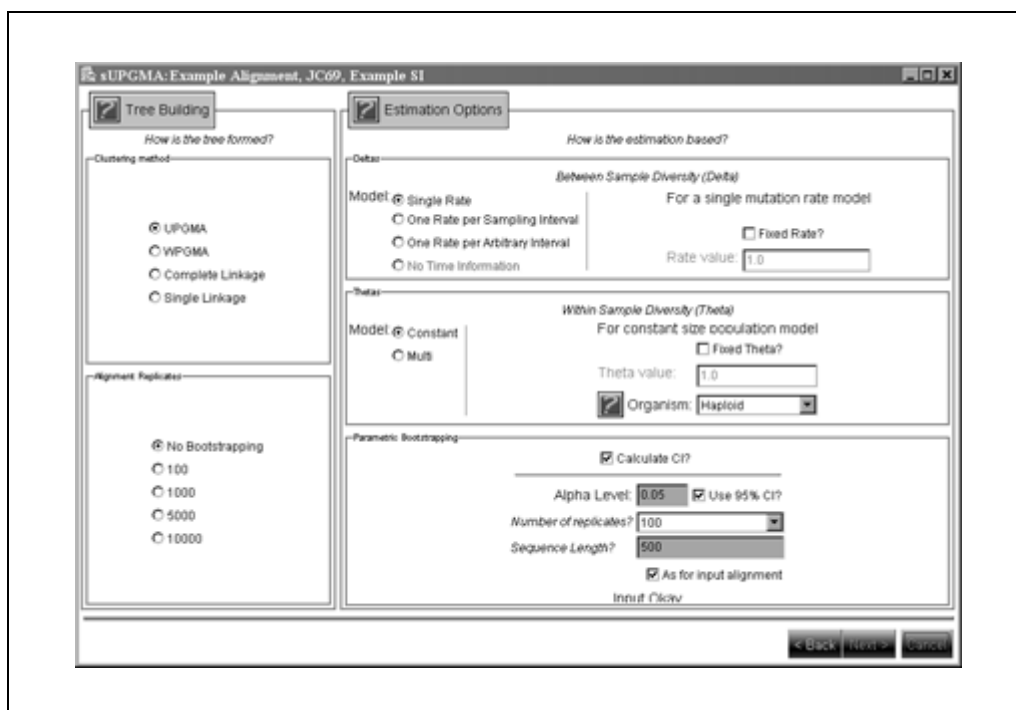 sUPGMA: Example Alignment, JC69, Example SI
Tree Building
How is the tree formed?
Clustering method
UPGMA
WPGMA
Complete Linkage
Single Linkage
Alignment Replicates
No Bootstrapping
100
1000
5000
10000
Estimation Options
How is the estimation based?
Deltas
Between Sample Diversity (Delta)
Model: Single Rate
One Rate per Sampling Interval
One Rate per Arbitrary Interval
No Time Information
For a single mutation rate model
Fixed Rate?
Rate value: 1.0
Thetas
Within Sample Diversity (Theta)
Model: Constant
Multi
For constant size population model
Fixed Theta?
Theta value: 1.0
Organism: Haploid
Parametric Bootstrapping
Calculate CI?
Alpha Level: 0.05 Use 95% CI?
Number of replicates? 100
Sequence Length? 500
As for input alignment
Input Okay
< Back Next > Cancel